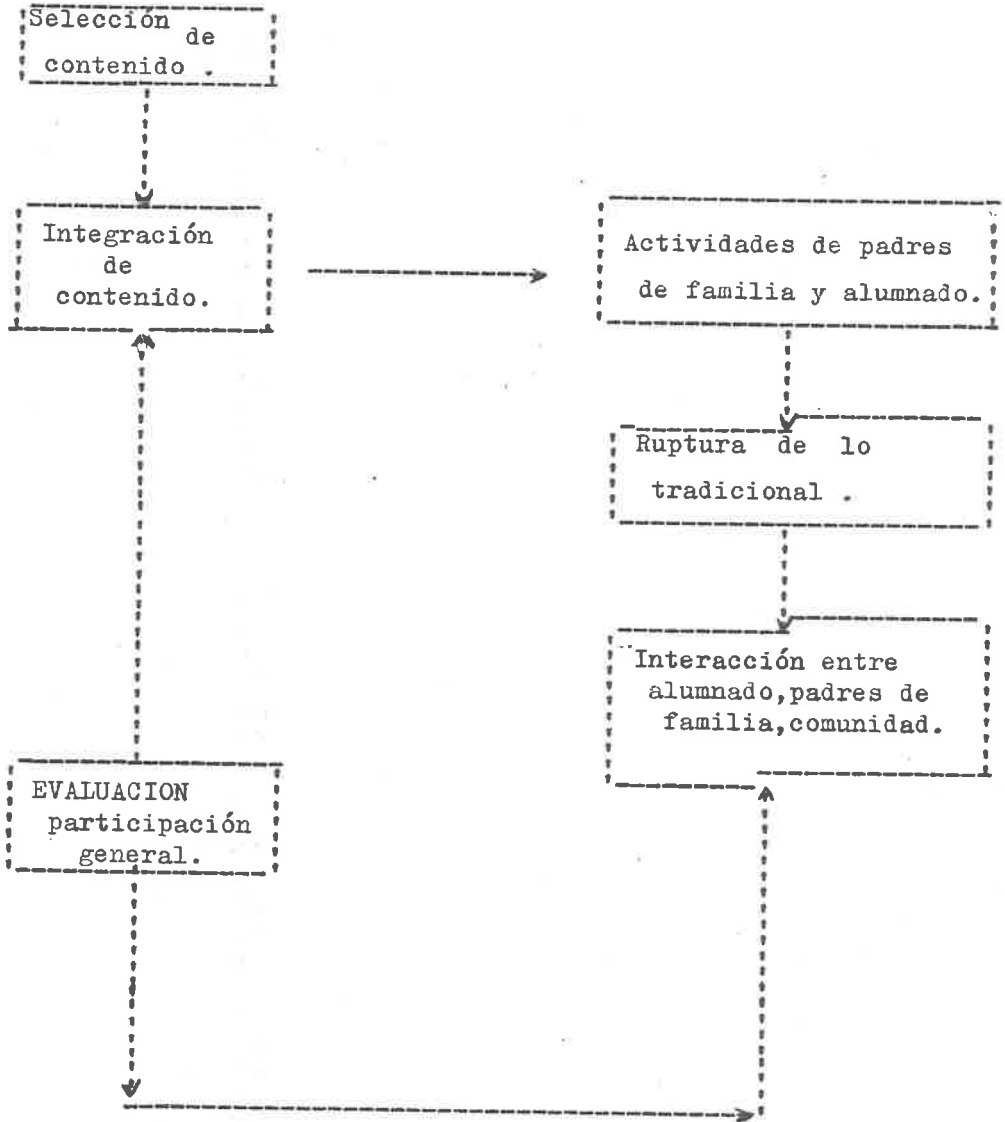 Selección
de
contenido .
Integración
de
contenido.
Actividades de padres
de familia y alumnado.
Ruptura de lo
tradicional .
Interacción entre
alumnado,padres de
familia,comunidad.
EVALUACION
participación
general.